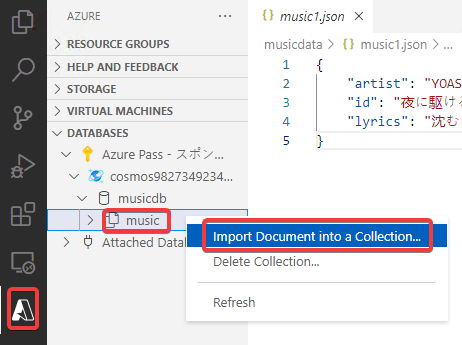 AZURE
RESOURCE GROUPS
HELP AND FEEDBACK
STORAGE
VIRTUAL MACHINES
DATABASES
Azure Pass - スポン...
cosmos9827349234...
musicdb
music
Attached Datab
Import Document into a Collection...
Delete Collection...
Refresh
{ } music1.json
musicdata > { } music1.json > ...
1 {
2 "artist": "YOAS
3 "id": "夜に駆ける
4 "lyrics": "沈む
5 }